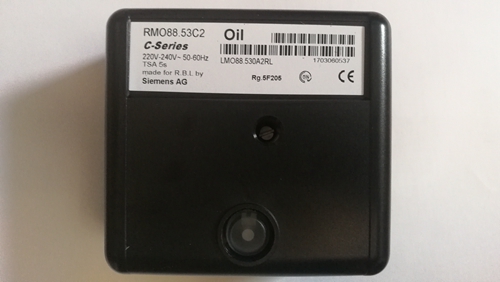 RMO88.53C2
Oil
C-Series
220V-240V~ 50-60Hz
TSA 5s
LMO88.530A2RL
1703060537
made for R.B.L by
Siemens AG
Rg.5F205
CE